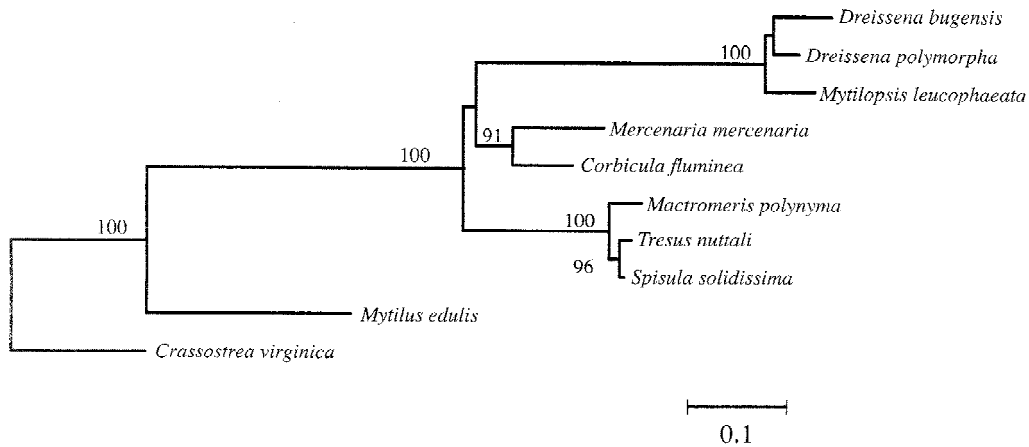 Dreissena bugensis
100
Dreissena polymorpha
Mytilopsis leucophaeata
91
Mercenaria mercenaria
100
Corbicula fluminea
Mactromeris polynyma
100
100
Tresus nuttali
96
Spisula solidissima
Mytilus edulis
Crassostrea virginica
0.1